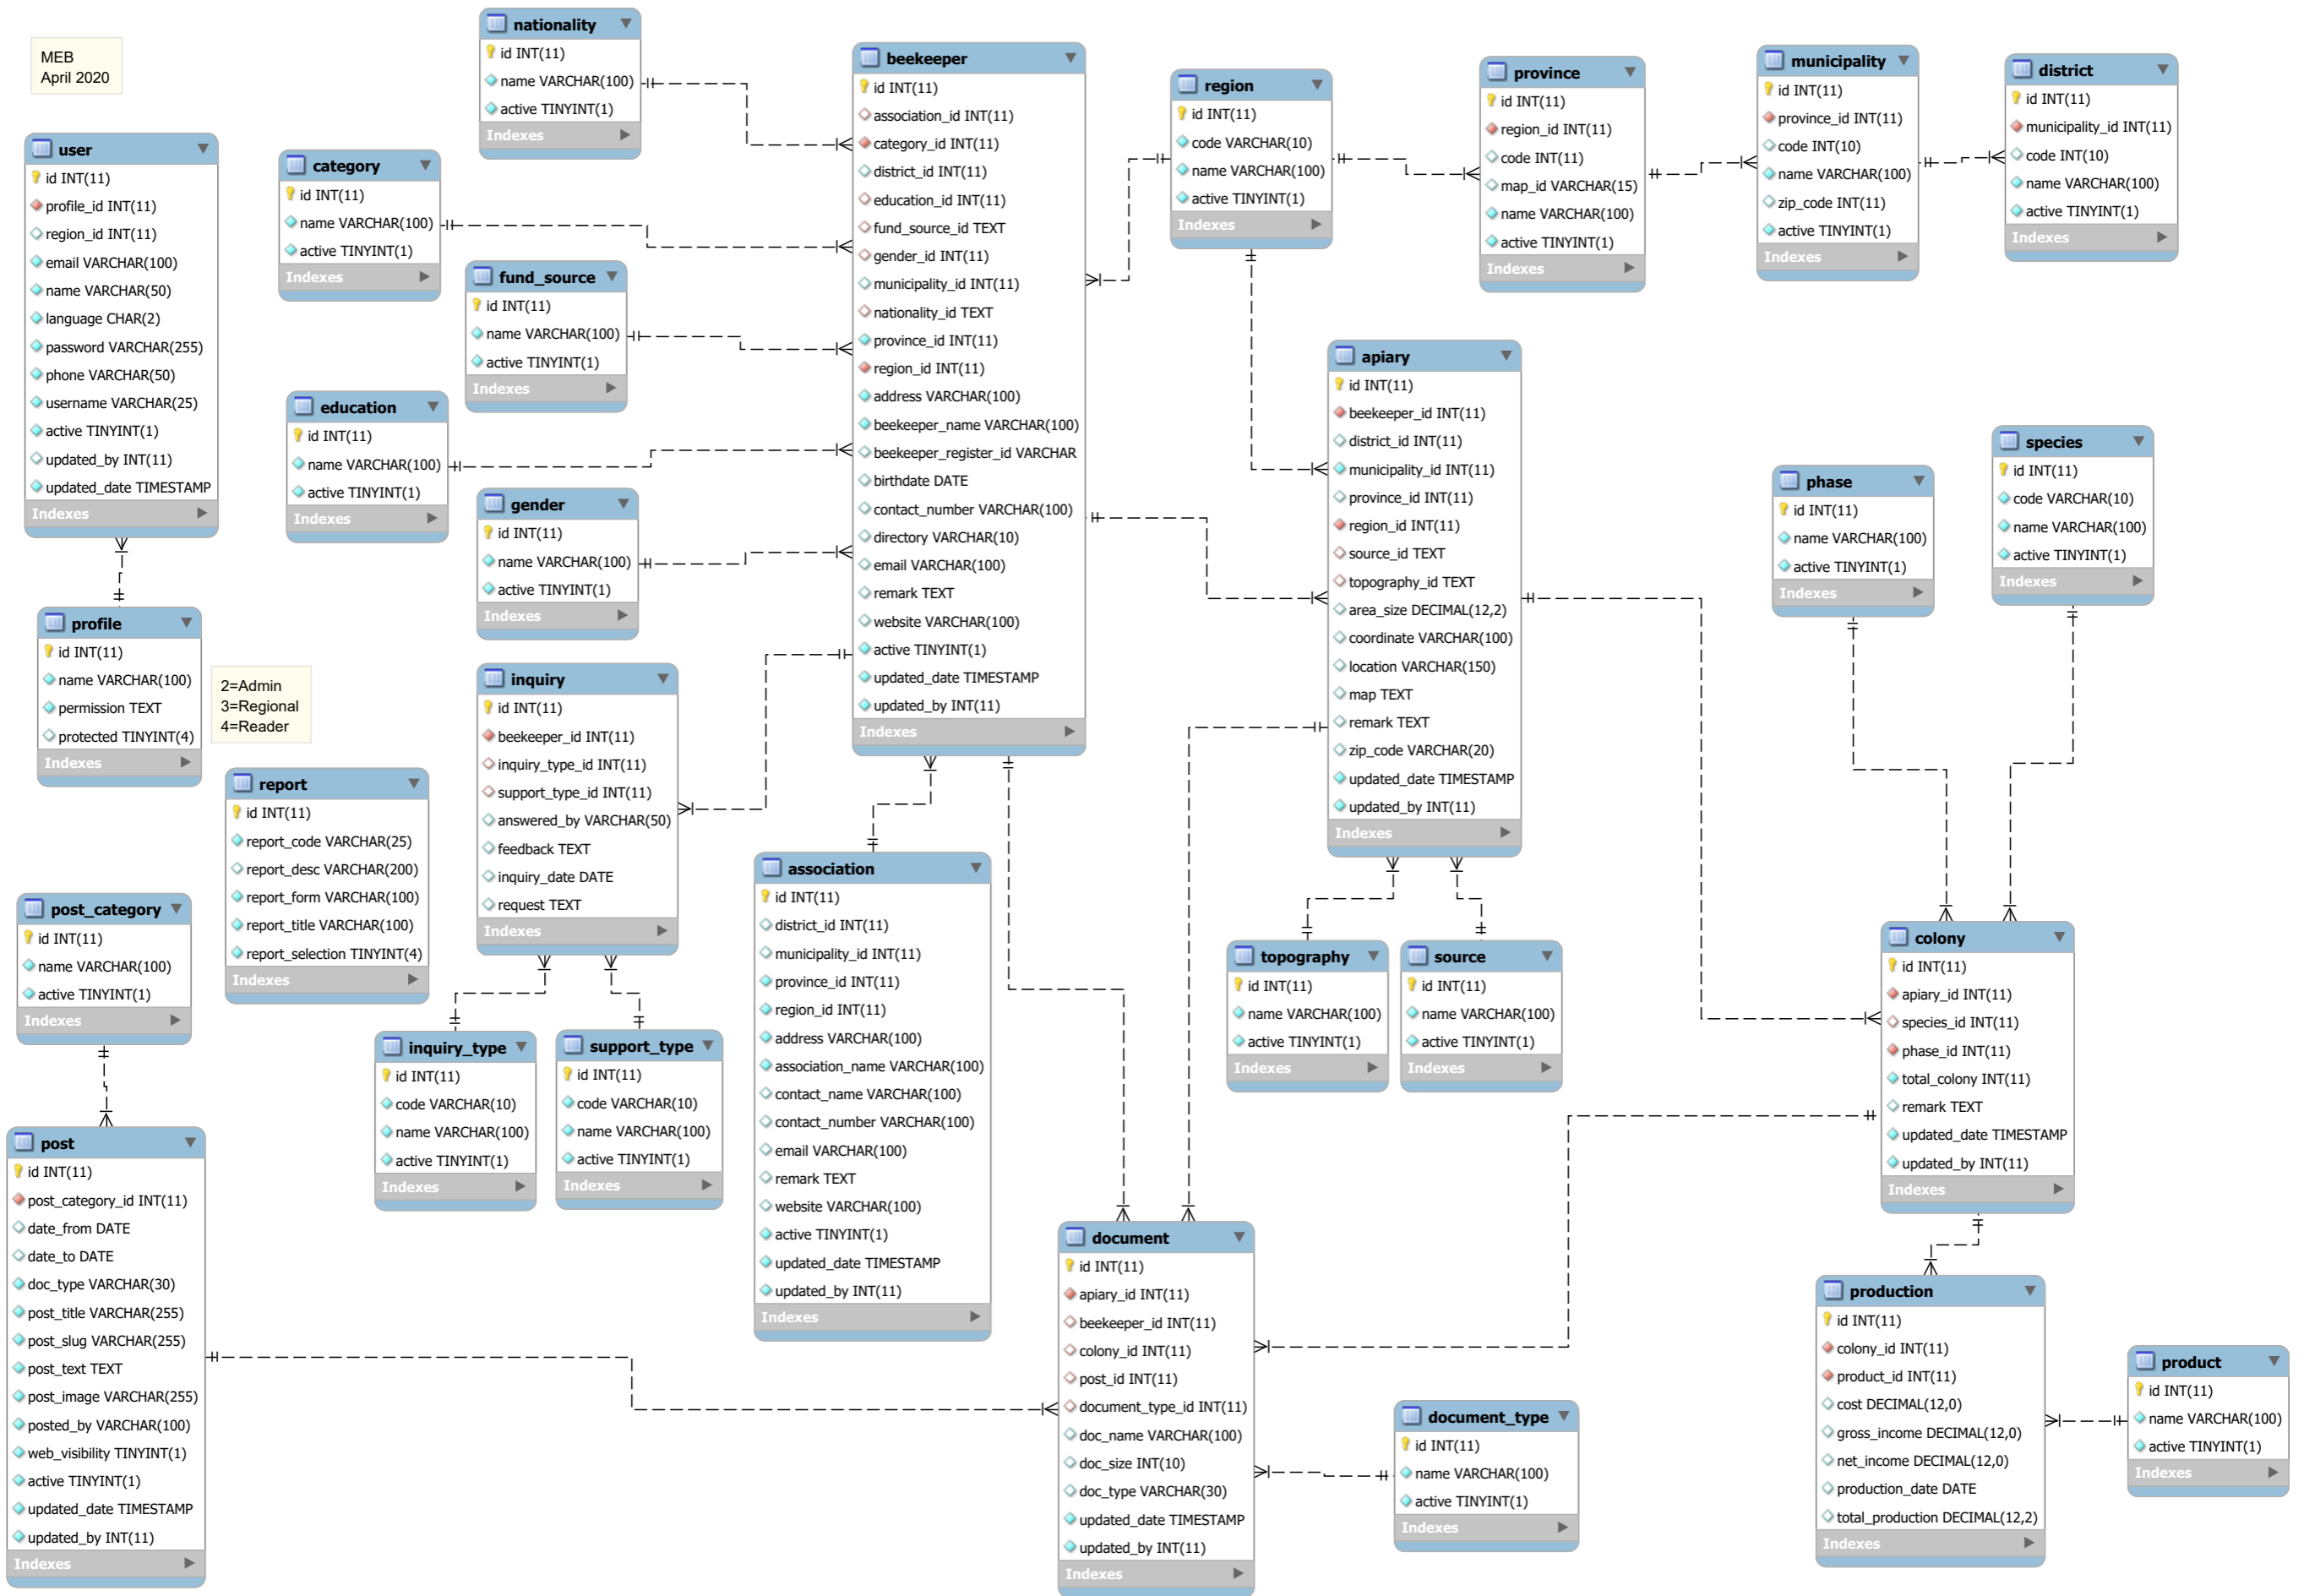 MEB
April 2020
nationality
id INT(11)
name VARCHAR(100)
active TINYINT(1)
Indexes
beekeeper
id INT(11)
association_id INT(11)
category_id INT(11)
district_id INT(11)
education_id INT(11)
fund_source_id TEXT
gender_id INT(11)
municipality_id INT(11)
nationality_id TEXT
province_id INT(11)
region_id INT(11)
address VARCHAR(100)
beekeeper_name VARCHAR(100)
beekeeper_register_id VARCHAR
birthdate DATE
contact_number VARCHAR(100)
directory VARCHAR(10)
email VARCHAR(100)
remark TEXT
website VARCHAR(100)
active TINYINT(1)
updated_date TIMESTAMP
updated_by INT(11)
Indexes
region
id INT(11)
code VARCHAR(10)
name VARCHAR(100)
active TINYINT(1)
Indexes
province
id INT(11)
region_id INT(11)
code INT(11)
map_id VARCHAR(15)
name VARCHAR(100)
active TINYINT(1)
Indexes
municipality
id INT(11)
province_id INT(11)
code INT(10)
name VARCHAR(100)
zip_code INT(11)
active TINYINT(1)
Indexes
district
id INT(11)
municipality_id INT(11)
code INT(10)
name VARCHAR(100)
active TINYINT(1)
Indexes
user
id INT(11)
profile_id INT(11)
region_id INT(11)
email VARCHAR(100)
name VARCHAR(50)
language CHAR(2)
password VARCHAR(255)
phone VARCHAR(50)
username VARCHAR(25)
active TINYINT(1)
updated_by INT(11)
updated_date TIMESTAMP
Indexes
category
id INT(11)
name VARCHAR(100)
active TINYINT(1)
Indexes
fund_source
id INT(11)
name VARCHAR(100)
active TINYINT(1)
Indexes
education
id INT(11)
name VARCHAR(100)
active TINYINT(1)
Indexes
gender
id INT(11)
name VARCHAR(100)
active TINYINT(1)
Indexes
apiary
id INT(11)
beekeeper_id INT(11)
district_id INT(11)
municipality_id INT(11)
province_id INT(11)
region_id INT(11)
source_id TEXT
topography_id TEXT
area_size DECIMAL(12,2)
coordinate VARCHAR(100)
location VARCHAR(150)
map TEXT
remark TEXT
zip_code VARCHAR(20)
updated_date TIMESTAMP
updated_by INT(11)
Indexes
phase
id INT(11)
name VARCHAR(100)
active TINYINT(1)
Indexes
species
id INT(11)
code VARCHAR(10)
name VARCHAR(100)
active TINYINT(1)
Indexes
profile
id INT(11)
name VARCHAR(100)
permission TEXT
protected TINYINT(4)
Indexes
2=Admin
3=Regional
4=Reader
inquiry
id INT(11)
beekeeper_id INT(11)
inquiry_type_id INT(11)
support_type_id INT(11)
answered_by VARCHAR(50)
feedback TEXT
inquiry_date DATE
request TEXT
Indexes
report
id INT(11)
report_code VARCHAR(25)
report_desc VARCHAR(200)
report_form VARCHAR(100)
report_title VARCHAR(100)
report_selection TINYINT(4)
Indexes
association
id INT(11)
district_id INT(11)
municipality_id INT(11)
province_id INT(11)
region_id INT(11)
address VARCHAR(100)
association_name VARCHAR(100)
contact_name VARCHAR(100)
contact_number VARCHAR(100)
email VARCHAR(100)
remark TEXT
website VARCHAR(100)
active TINYINT(1)
updated_date TIMESTAMP
updated_by INT(11)
Indexes
post_category
id INT(11)
name VARCHAR(100)
active TINYINT(1)
Indexes
topography
id INT(11)
name VARCHAR(100)
active TINYINT(1)
Indexes
source
id INT(11)
name VARCHAR(100)
active TINYINT(1)
Indexes
colony
id INT(11)
apiary_id INT(11)
species_id INT(11)
phase_id INT(11)
total_colony INT(11)
remark TEXT
updated_date TIMESTAMP
updated_by INT(11)
Indexes
inquiry_type
id INT(11)
code VARCHAR(10)
name VARCHAR(100)
active TINYINT(1)
Indexes
support_type
id INT(11)
code VARCHAR(10)
name VARCHAR(100)
active TINYINT(1)
Indexes
post
id INT(11)
post_category_id INT(11)
date_from DATE
date_to DATE
doc_type VARCHAR(30)
post_title VARCHAR(255)
post_slug VARCHAR(255)
post_text TEXT
post_image VARCHAR(255)
posted_by VARCHAR(100)
web_visibility TINYINT(1)
active TINYINT(1)
updated_date TIMESTAMP
updated_by INT(11)
Indexes
document
id INT(11)
apiary_id INT(11)
beekeeper_id INT(11)
colony_id INT(11)
post_id INT(11)
document_type_id INT(11)
doc_name VARCHAR(100)
doc_size INT(10)
doc_type VARCHAR(30)
updated_date TIMESTAMP
updated_by INT(11)
Indexes
document_type
id INT(11)
name VARCHAR(100)
active TINYINT(1)
Indexes
production
id INT(11)
colony_id INT(11)
product_id INT(11)
cost DECIMAL(12,0)
gross_income DECIMAL(12,0)
net_income DECIMAL(12,0)
production_date DATE
total_production DECIMAL(12,2)
Indexes
product
id INT(11)
name VARCHAR(100)
active TINYINT(1)
Indexes